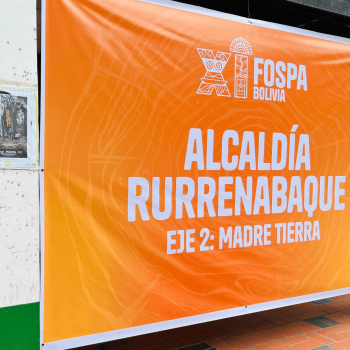 XI FOSPA
BOLIVIA
ALCALDÍA
RURRENABAQUE
EJE 2: MADRE TIERRA